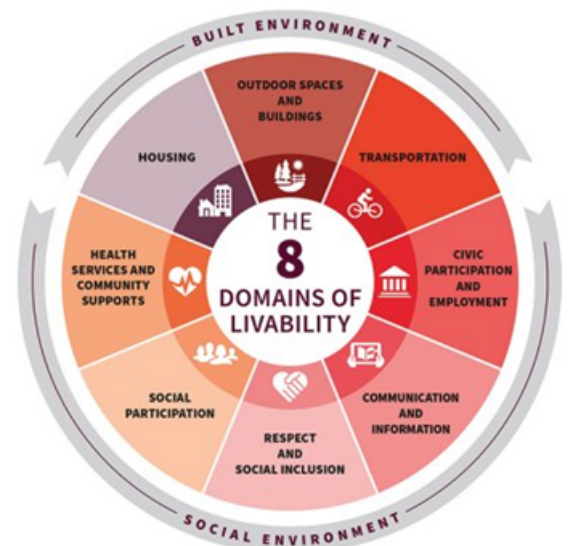 BUILT ENVIRONMENT
OUTDOOR SPACES
AND
BUILDINGS
HOUSING
TRANSPORTATION
THE
8
DOMAINS OF
LIVABILITY
HEALTH
SERVICES AND
COMMUNITY
SUPPORTS
CIVIC
PARTICIPATION
AND
EMPLOYMENT
SOCIAL
PARTICIPATION
COMMUNICATION
AND
INFORMATION
RESPECT
AND
SOCIAL INCLUSION
SOCIAL ENVIRONMENT